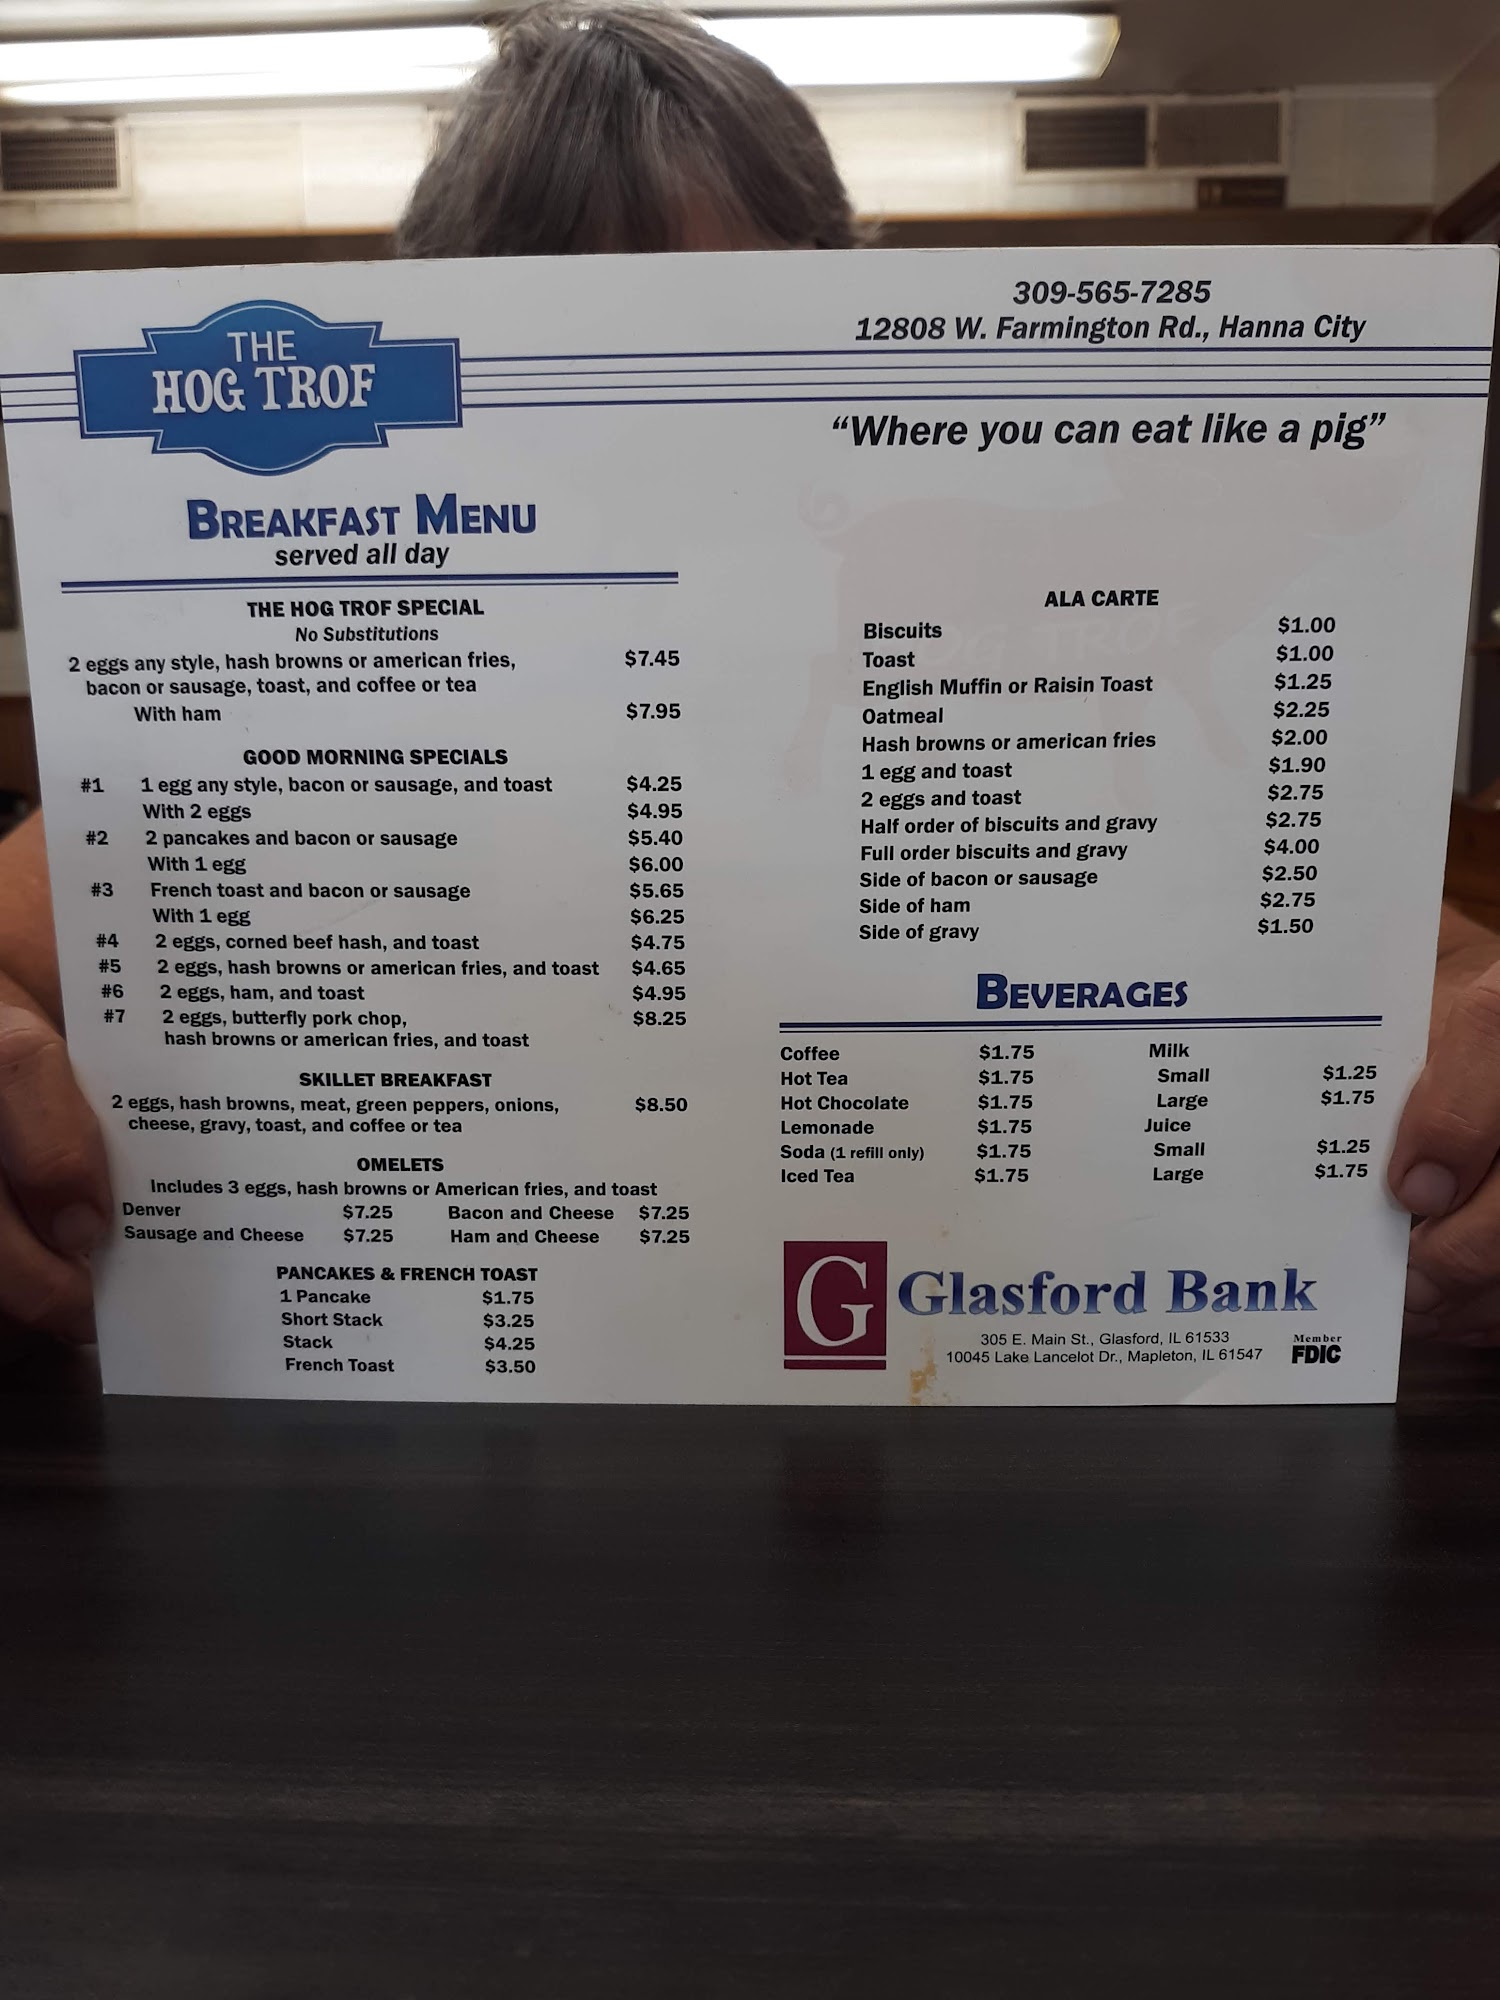 THE
HOG TROF
309-565-7285
12808 W. Farmington Rd., Hanna City
“Where you can eat like a pig”
BREAKFAST MENU
served all day
THE HOG TROF SPECIAL
No Substitutions
2 eggs any style, hash browns or american fries, $7.45
bacon or sausage, toast, and coffee or tea
With ham $7.95
GOOD MORNING SPECIALS
#1 1 egg any style, bacon or sausage, and toast $4.25
With 2 eggs $4.95
#2 2 pancakes and bacon or sausage $5.40
With 1 egg $6.00
#3 French toast and bacon or sausage $5.65
With 1 egg $6.25
#4 2 eggs, corned beef hash, and toast $4.75
#5 2 eggs, hash browns or american fries, and toast $4.65
#6 2 eggs, ham, and toast $4.95
#7 2 eggs, butterfly pork chop, $8.25
hash browns or american fries, and toast
SKILLET BREAKFAST
2 eggs, hash browns, meat, green peppers, onions, $8.50
cheese, gravy, toast, and coffee or tea
OMELETS
Includes 3 eggs, hash browns or American fries, and toast
Denver $7.25 Bacon and Cheese $7.25
Sausage and Cheese $7.25 Ham and Cheese $7.25
PANCAKES & FRENCH TOAST
1 Pancake $1.75
Short Stack $3.25
Stack $4.25
French Toast $3.50
ALA CARTE
Biscuits $1.00
Toast $1.00
English Muffin or Raisin Toast $1.25
Oatmeal $2.25
Hash browns or american fries $2.00
1 egg and toast $1.90
2 eggs and toast $2.75
Half order of biscuits and gravy $2.75
Full order biscuits and gravy $4.00
Side of bacon or sausage $2.50
Side of ham $2.75
Side of gravy $1.50
HOG TROF
BEVERAGES
Coffee $1.75 Milk
Hot Tea $1.75 Small $1.25
Hot Chocolate $1.75 Large $1.75
Lemonade $1.75 Juice
Soda (1 refill only) $1.75 Small $1.25
Iced Tea $1.75 Large $1.75
G Glasford Bank
305 E. Main St., Glasford, IL 61533
10045 Lake Lancelot Dr., Mapleton, IL 61547
Member
FDIC